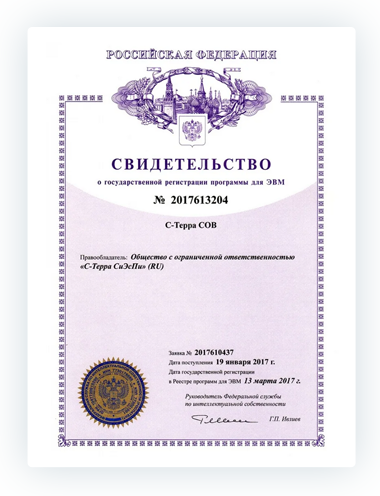 РОССИЙСКАЯ ФЕДЕРАЦИЯ
СВИДЕТЕЛЬСТВО
о государственной регистрации программы для ЭВМ
№ 2017613204
С-Терра СОВ
Правообладатель: Общество с ограниченной ответственностью
«С-Терра СиЭсПи» (RU)
Заявка № 2017610437
Дата поступления 19 января 2017 г.
Дата государственной регистрации
в Реестре программ для ЭВМ 13 марта 2017 г.
Руководитель Федеральной службы
по интеллектуальной собственности
Г.П. Ивлиев